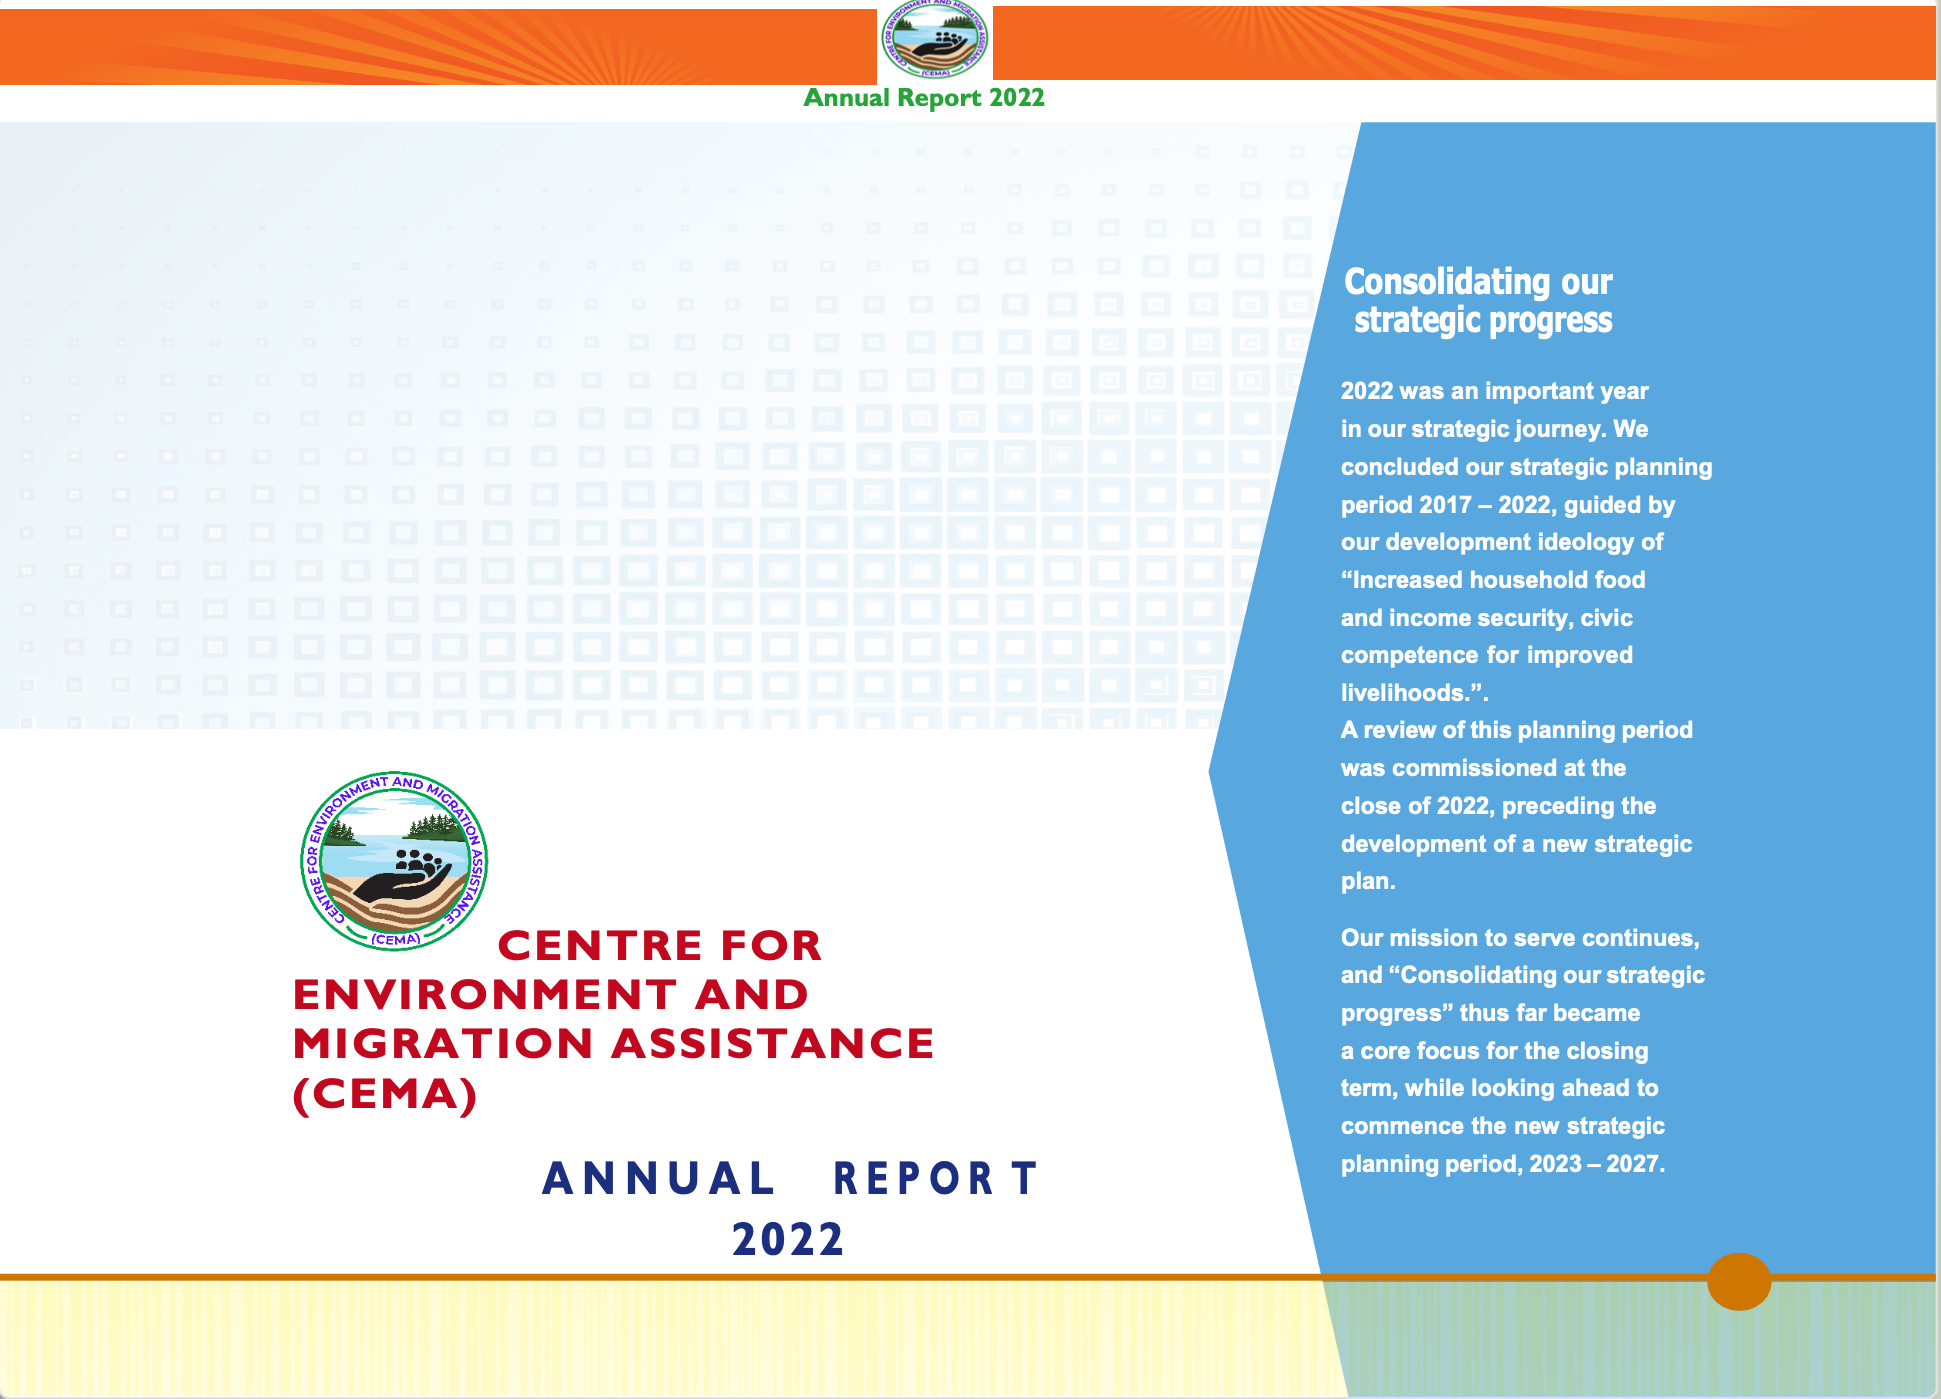 CENTRE FOR ENVIRONMENT AND MIGRATION ASSISTANCE
(CEMA)
Annual Report 2022
Consolidating our
strategic progress
2022 was an important year
in our strategic journey. We
concluded our strategic planning
period 2017 – 2022, guided by
our development ideology of
“Increased household food
and income security, civic
competence for improved
livelihoods.”.
A review of this planning period
was commissioned at the
close of 2022, preceding the
development of a new strategic
plan.
Our mission to serve continues,
and “Consolidating our strategic
progress” thus far became
a core focus for the closing
term, while looking ahead to
commence the new strategic
planning period, 2023 – 2027.
CENTRE FOR ENVIRONMENT AND MIGRATION ASSISTANCE
(CEMA)
CENTRE FOR
ENVIRONMENT AND
MIGRATION ASSISTANCE
(CEMA)
ANNUAL REPORT
2022